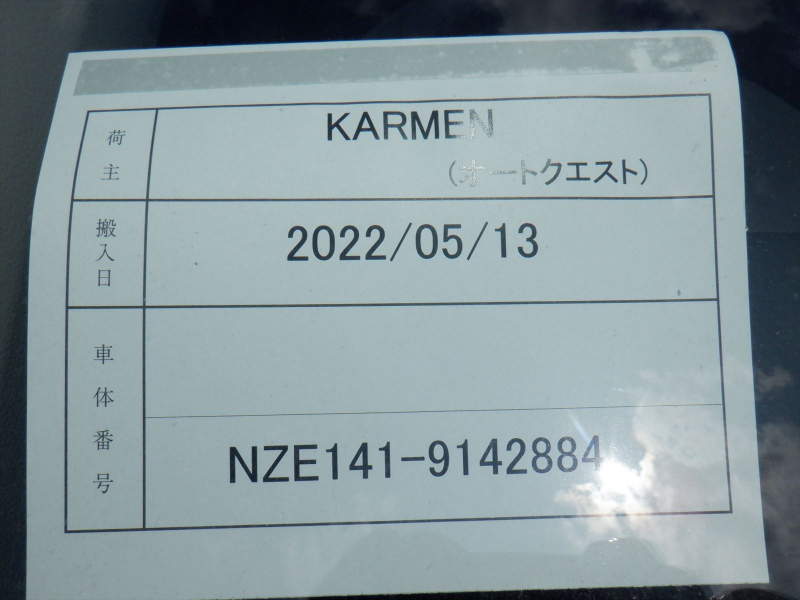 荷主
KARMEN
(オートクエスト)
搬入日
2022/05/13
車体番号
NZE141-9142884